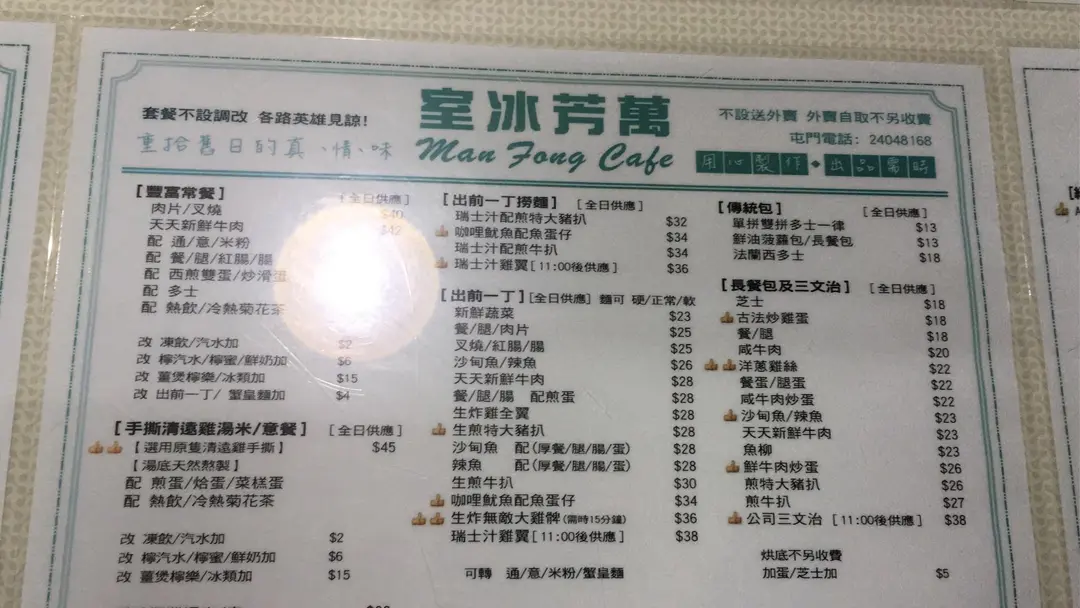 套餐不設調改 各路英雄見諒!
重拾舊日的真、情、味
室冰芳萬
Man Fong Cafe
不設送外賣 外賣自取不另收費
屯門電話: 24048168
用心製作◆出品需時
[豐富常餐] [全日供應]
肉片/叉燒 $40
天天新鮮牛肉 $42
配 通/意/米粉
配 餐/腿/紅腸/腸
配 西煎雙蛋/炒滑蛋
配 多士
配 熱飲/冷熱菊花茶
改 凍飲/汽水加 $2
改 檸汽水/檸蜜/鮮奶加 $6
改 薑煲檸樂/冰類加 $15
改 出前一丁/ 蟹皇麵加 $4
[手撕清遠雞湯米/意餐] [全日供應]
【選用原隻清遠雞手撕】 $45
【湯底天然熬製】
配 煎蛋/烚蛋/菜糕蛋
配 熱飲/冷熱菊花茶
改 凍飲/汽水加 $2
改 檸汽水/檸蜜/鮮奶加 $6
改 薑煲檸樂/冰類加 $15
[出前一丁撈麵] [全日供應]
瑞士汁配煎特大豬扒 $32
咖哩魷魚配魚蛋仔 $34
瑞士汁配煎牛扒 $34
瑞士汁雞翼[11:00後供應] $36
[出前一丁][全日供應] 麵可 硬/正常/軟
新鮮蔬菜 $23
餐/腿/肉片 $25
叉燒/紅腸/腸 $25
沙甸魚/辣魚 $26
天天新鮮牛肉 $28
餐/腿/腸 配煎蛋 $28
生炸雞全翼 $28
生煎特大豬扒 $28
沙甸魚 配(厚餐/腿/腸/蛋) $28
辣魚 配(厚餐/腿/腸/蛋) $28
生煎牛扒 $30
咖哩魷魚配魚蛋仔 $34
生炸無敵大雞髀(需時15分鐘) $36
瑞士汁雞翼[11:00後供應] $38
可轉 通/意/米粉/蟹皇麵
[傳統包] [全日供應]
單拼雙拼多士一律 $13
鮮油菠蘿包/長餐包 $13
法蘭西多士 $18
[長餐包及三文治] [全日供應]
芝士 $18
古法炒雞蛋 $18
餐/腿 $18
咸牛肉 $20
洋蔥雞絲 $22
餐蛋/腿蛋 $22
咸牛肉炒蛋 $22
沙甸魚/辣魚 $23
天天新鮮牛肉 $23
魚柳 $23
鮮牛肉炒蛋 $26
煎特大豬扒 $26
煎牛扒 $27
公司三文治 [11:00後供應] $38
烘底不另收費
加蛋/芝士加 $5